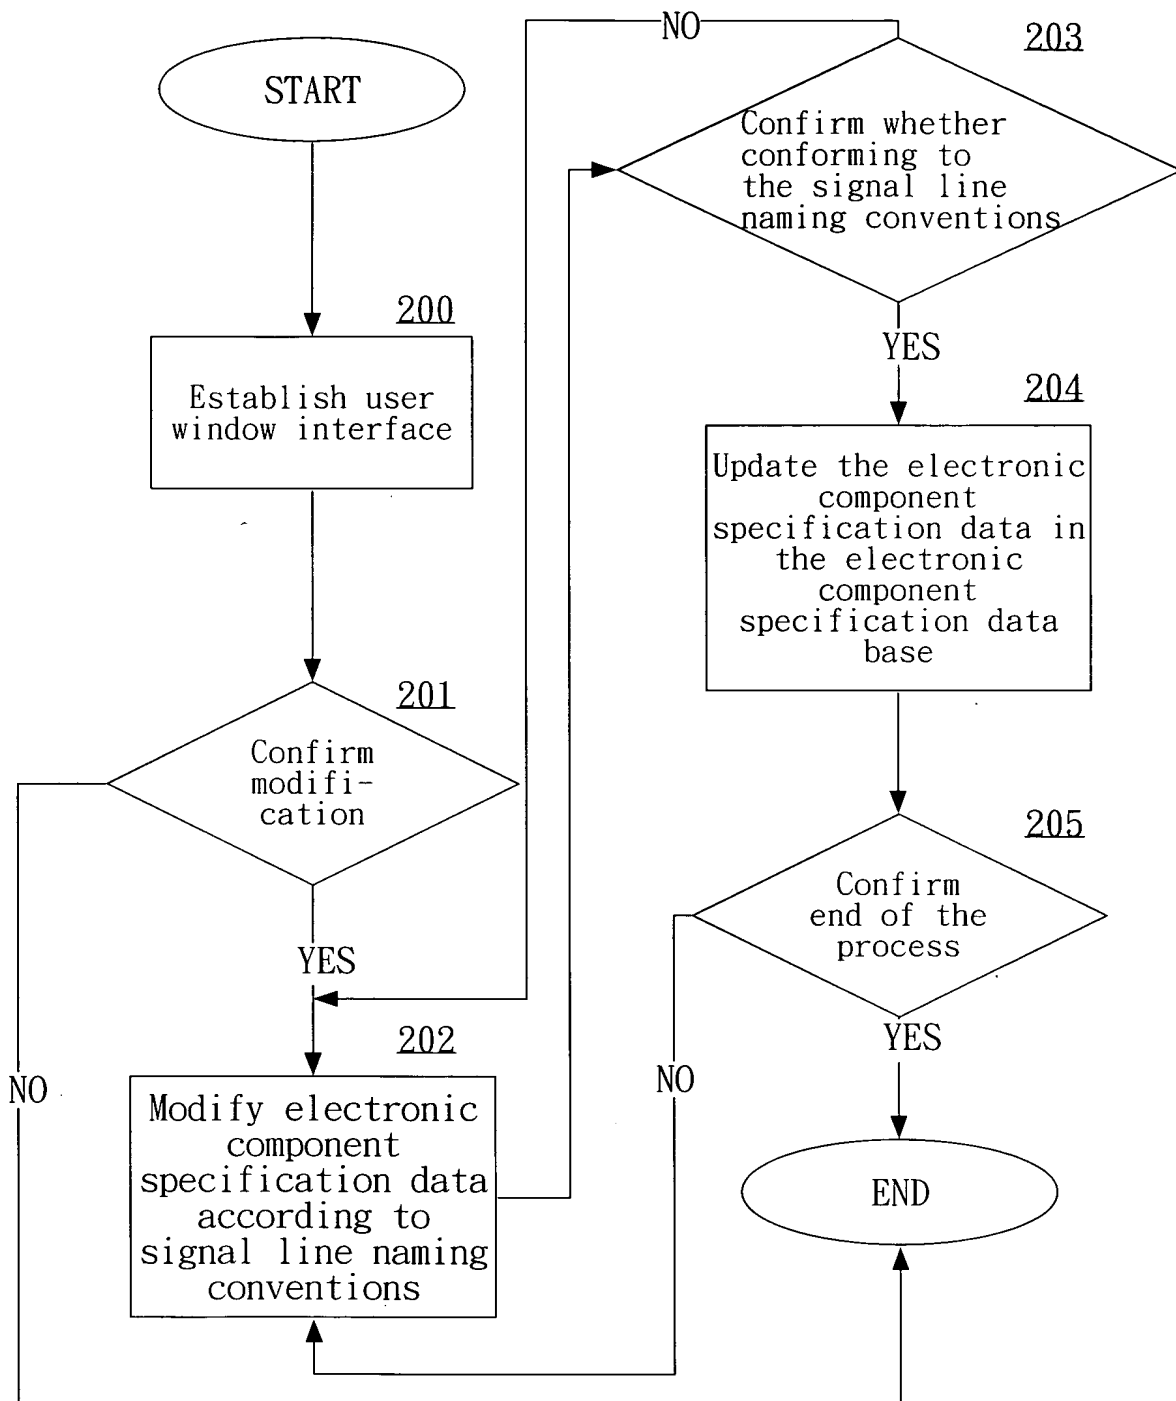 START
200
Establish user
window interface
201
Confirm
modifi-
cation
YES
NO
202
Modify electronic
component
specification data
according to
signal line naming
conventions
NO
203
Confirm whether
conforming to
the signal line
naming conventions
YES
204
Update the electronic
component
specification data in
the electronic
component
specification data
base
205
Confirm
end of the
process
YES
NO
END